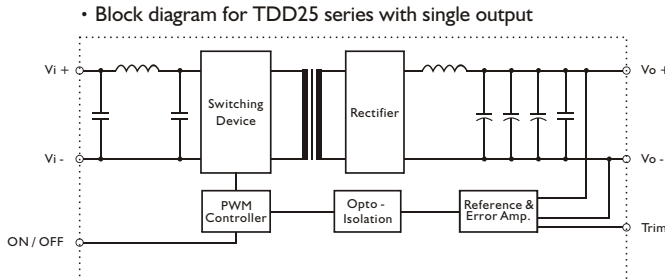 • Block diagram for TDD25 series with single output
Vi +
Vo +
Switching
Device
Rectifier
Vi -
Vo -
PWM
Controller
Opto -
Isolation
Reference &
Error Amp.
Trim
ON / OFF